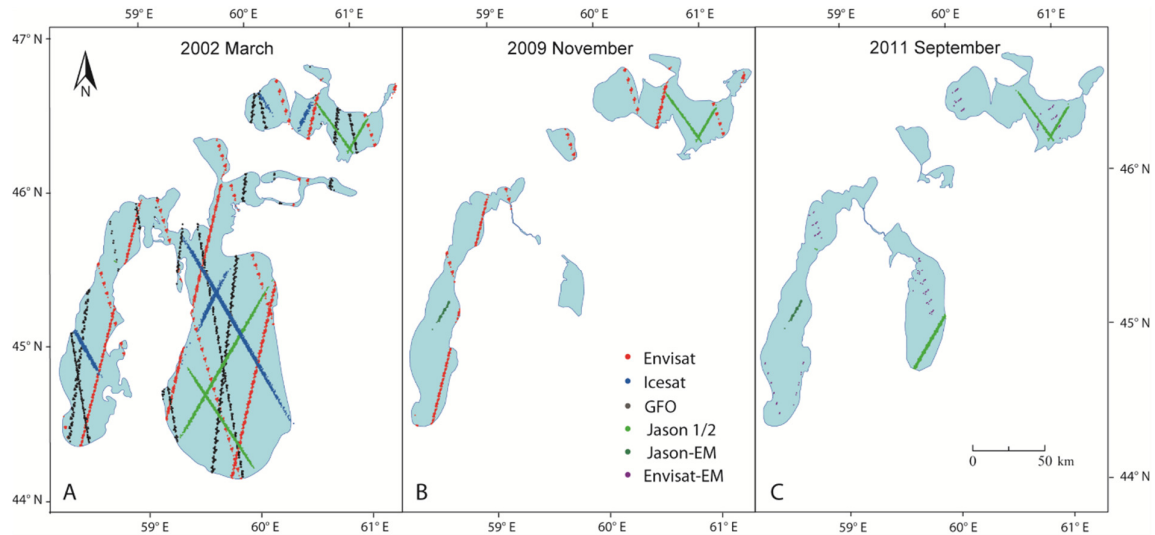 59° E 60° E 61° E 59° E 60° E 61° E 59° E 60° E 61° E
47° N
2002 March 2009 November 2011 September
N
46° N 46° N
45° N 45° N
Envisat
Icesat
GFO
Jason 1/2
Jason-EM
Envisat-EM
0 50 km
A B C
44° N 44° N
59° E 60° E 61° E 59° E 60° E 61° E 59° E 60° E 61° E